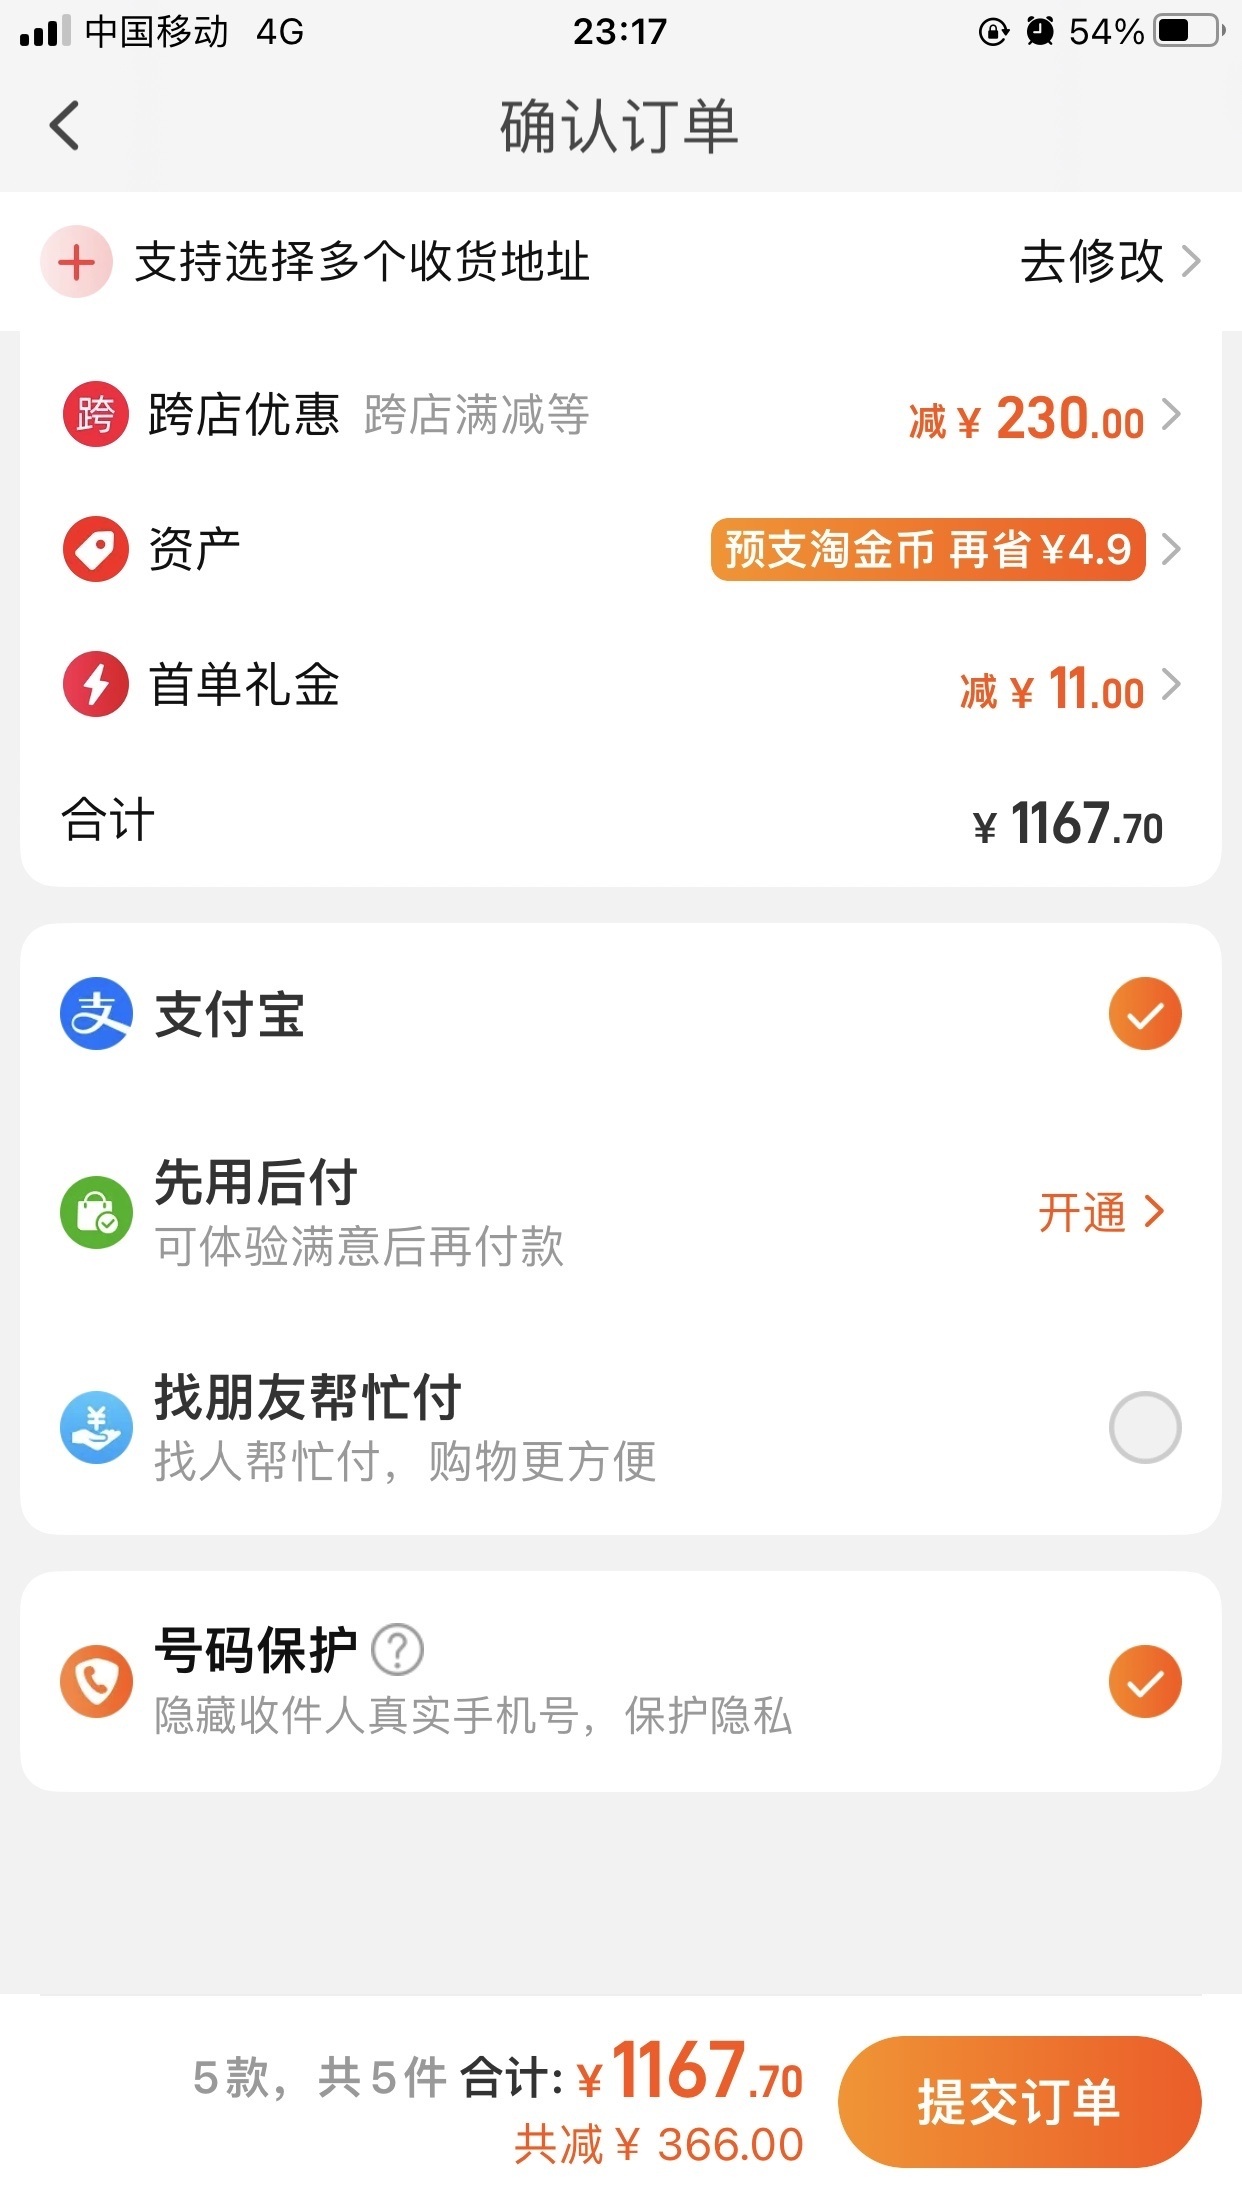 中国移动 4G 23:17 54%
确认订单
支持选择多个收货地址 去修改
跨 跨店优惠 跨店满减等 减 ¥ 230.00
资产 预支淘金币 再省¥4.9
首单礼金 减 ¥ 11.00
合计 ¥ 1167.70
支 支付宝
先用后付
可体验满意后再付款
开通
找朋友帮忙付
找人帮忙付，购物更方便
号码保护 ?
隐藏收件人真实手机号，保护隐私
5款，共5件 合计: ¥1167.70
共减 ¥ 366.00
提交订单